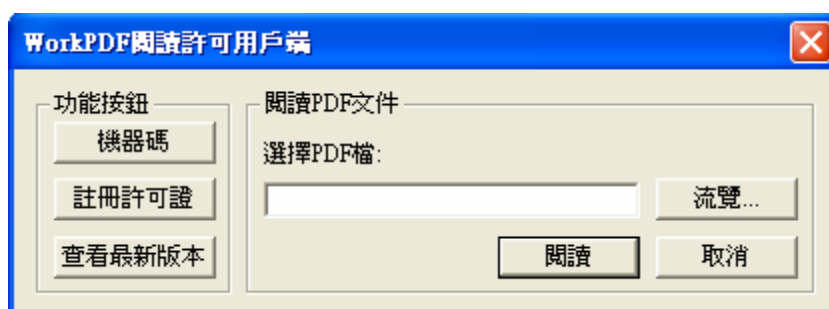 WorkPDF閱讀許可用戶端
功能按鈕
機器碼
註冊許可證
查看最新版本
閱讀PDF文件
選擇PDF檔:
流覽...
閱讀
取消